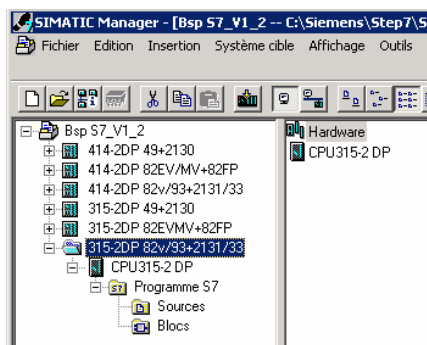 SIMATIC Manager - [Bsp S7_V1_2 -- C:\Siemens\Step7\S
Fichier Edition Insertion Système cible Affichage Outils
Bsp S7_V1_2
414-2DP 49+2130
414-2DP 82EV/MV+82FP
414-2DP 82v/93+2131/33
315-2DP 49+2130
315-2DP 82EVMV+82FP
315-2DP 82v/93+2131/33
CPU315-2 DP
Programme S7
Sources
Blocs
Hardware
CPU315-2 DP